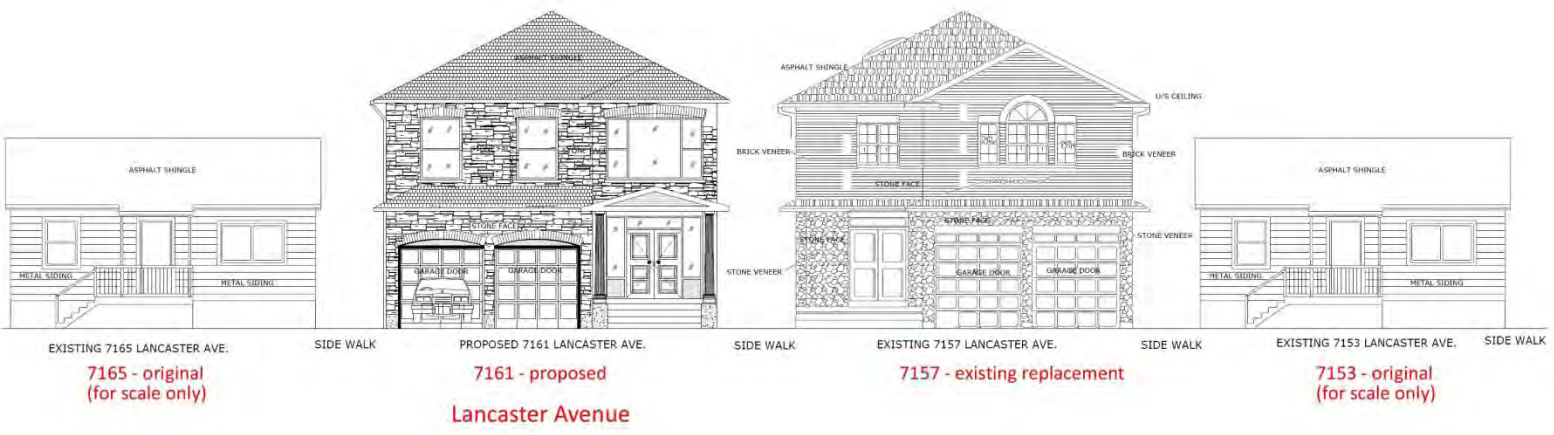 ASPHALT SHINGLE
METAL SIDING
METAL SIDING
EXISTING 7165 LANCASTER AVE.
7165 - original
(for scale only)
SIDE WALK
ASPHALT SHINGLE
STONE FACE
STONE FACE
STONE FACE
GARAGE DOOR
GARAGE DOOR
PROPOSED 7161 LANCASTER AVE.
7161 - proposed
Lancaster Avenue
SIDE WALK
ASPHALT SHINGLE
U/S CEILING
BRICK VENEER
BRICK VENEER
STONE FACE
STONE FACE
STONE FACE
STONE VENEER
STONE VENEER
GARAGE DOOR
GARAGE DOOR
EXISTING 7157 LANCASTER AVE.
7157 - existing replacement
SIDE WALK
ASPHALT SHINGLE
METAL SIDING
METAL SIDING
EXISTING 7153 LANCASTER AVE.
7153 - original
(for scale only)
SIDE WALK